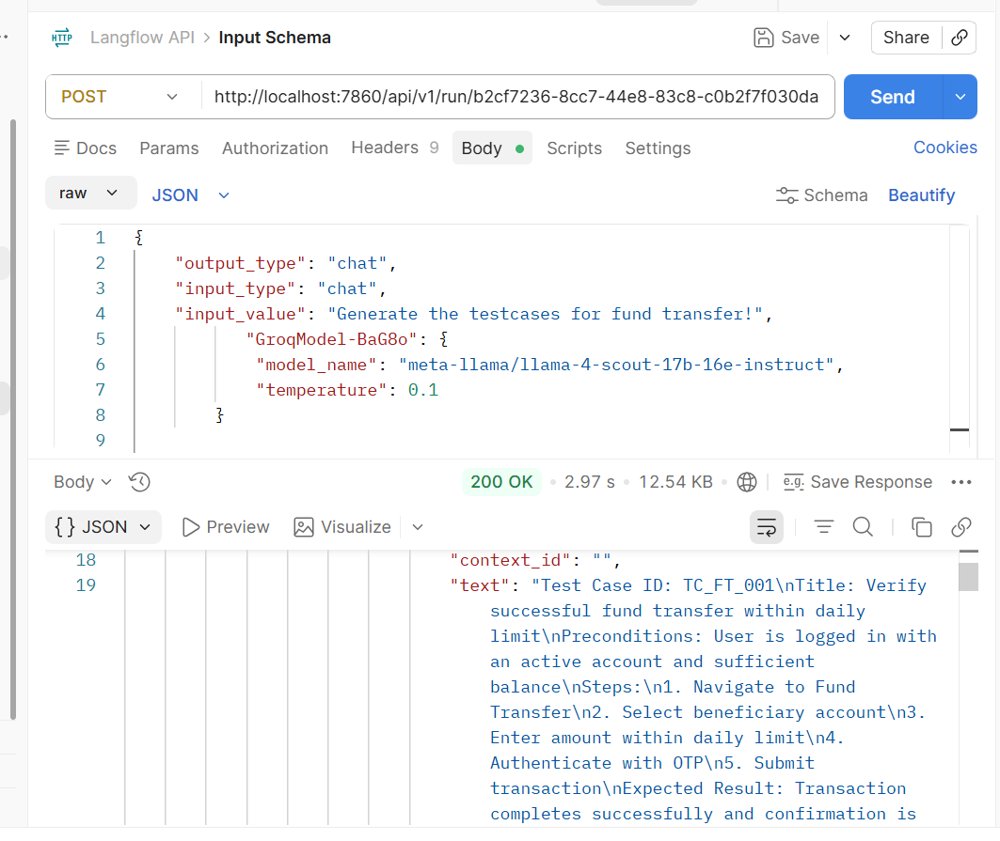 HTTP Langflow API > Input Schema Save Share
POST http://localhost:7860/api/v1/run/b2cf7236-8cc7-44e8-83c8-c0b2f7f030da Send
Docs Params Authorization Headers 9 Body Scripts Settings Cookies
raw JSON Schema Beautify
1 {
2 "output_type": "chat",
3 "input_type": "chat",
4 "input_value": "Generate the testcases for fund transfer!",
5 "GroqModel-BaG8o": {
6 "model_name": "meta-llama/llama-4-scout-17b-16e-instruct",
7 "temperature": 0.1
8 }
9
Body 200 OK • 2.97 s • 12.54 KB • e.g. Save Response •••
{} JSON Preview Visualize
18 "context_id": "",
19 "text": "Test Case ID: TC_FT_001\nTitle: Verify
successful fund transfer within daily
limit\nPreconditions: User is logged in with
an active account and sufficient
balance\nSteps:\n1. Navigate to Fund
Transfer\n2. Select beneficiary account\n3.
Enter amount within daily limit\n4.
Authenticate with OTP\n5. Submit
transaction\nExpected Result: Transaction
completes successfully and confirmation is